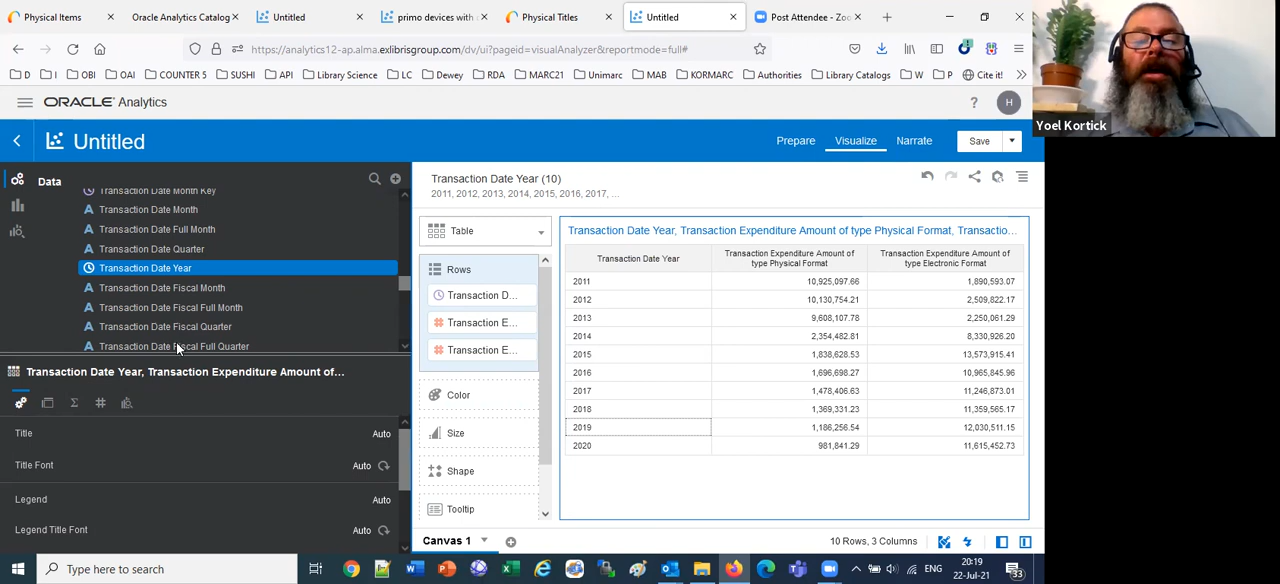 Physical Items
Oracle Analytics Catalog
Untitled
primo devices with
Physical Titles
Untitled
Post Attendee - Zoo
https://analytics12-ap.alma.exlibrisgroup.com/dv/ui?pageid=visualAnalyzer&reportmode=full#
D
I
OBI
OAI
COUNTER 5
SUSHI
API
Library Science
LC
Dewey
RDA
MARC21
Unimarc
MAB
KORMARC
Authorities
Library Catalogs
W
P
Cite it!
ORACLE Analytics
? H
Untitled
Prepare Visualize Narrate Save
Data
Transaction Date Month Key
Transaction Date Month
Transaction Date Full Month
Transaction Date Quarter
Transaction Date Year
Transaction Date Fiscal Month
Transaction Date Fiscal Full Month
Transaction Date Fiscal Quarter
Transaction Date Fiscal Full Quarter
Transaction Date Year, Transaction Expenditure Amount of...
Title Auto
Title Font Auto
Legend Auto
Legend Title Font Auto
Transaction Date Year (10)
2011, 2012, 2013, 2014, 2015, 2016, 2017, ...
Table
Rows
Transaction D...
Transaction E...
Transaction E...
Color
Size
Shape
Tooltip
Transaction Date Year, Transaction Expenditure Amount of type Physical Format, Transactio...
Transaction Date Year
Transaction Expenditure Amount of
type Physical Format
Transaction Expenditure Amount of
type Electronic Format
2011 10,925,097.66 1,890,593.07
2012 10,130,754.21 2,509,822.17
2013 9,608,107.78 2,250,061.29
2014 2,354,482.81 8,330,926.20
2015 1,838,628.53 13,573,915.41
2016 1,696,698.27 10,965,845.96
2017 1,478,406.63 11,246,873.01
2018 1,369,331.23 11,359,565.17
2019 1,186,256.54 12,030,511.15
2020 981,841.29 11,615,452.73
Canvas 1
10 Rows, 3 Columns
Type here to search
ENG
20:19
22-Jul-21
33
Yoel Kortick